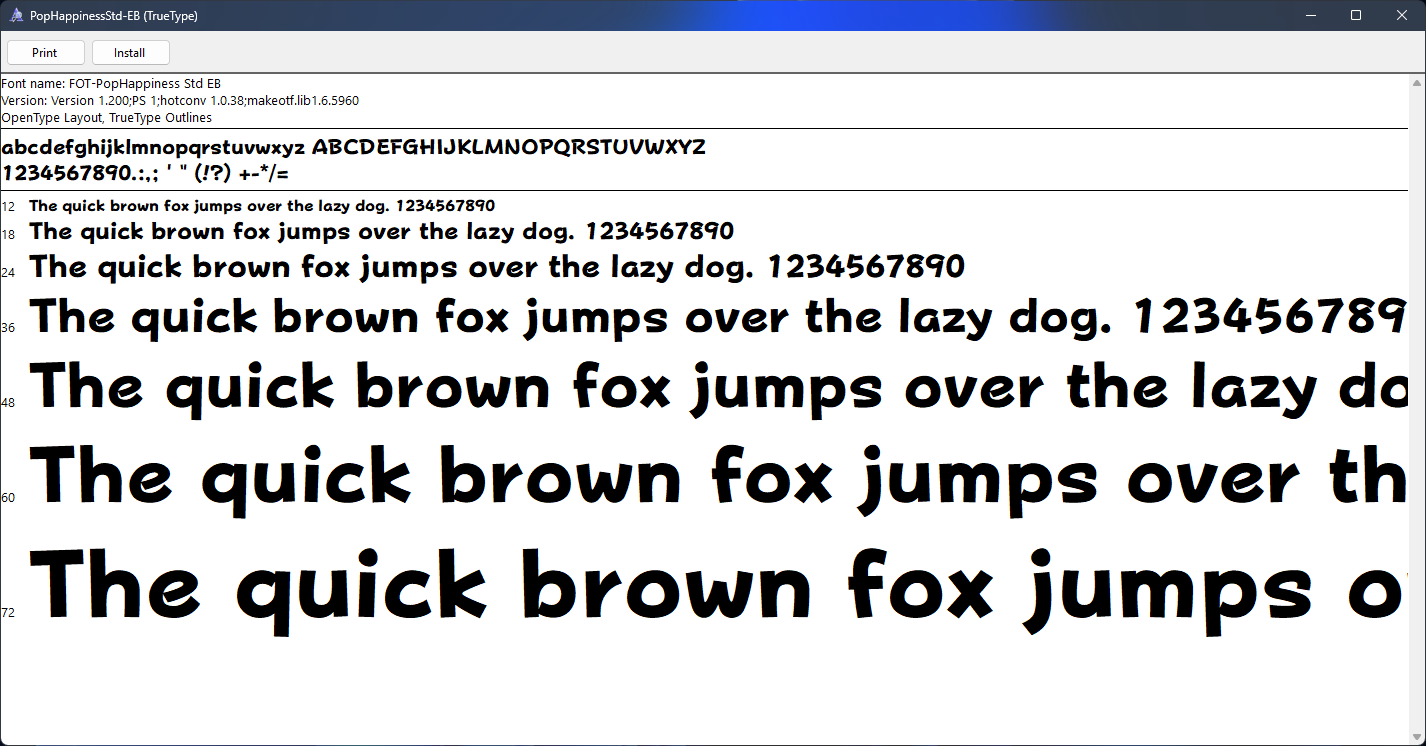 PopHappinessStd-EB (TrueType)
Print Install
Font name: FOT-PopHappiness Std EB
Version: Version 1.200;PS 1;hotconv 1.0.38;makeotf.lib1.6.5960
OpenType Layout, TrueType Outlines
abcdefghijklmnopqrstuvwxyz ABCDEFGHIJKLMNOPQRSTUVWXYZ
1234567890.:,; ' " (!?) +-*/=
12 The quick brown fox jumps over the lazy dog. 1234567890
18 The quick brown fox jumps over the lazy dog. 1234567890
24 The quick brown fox jumps over the lazy dog. 1234567890
36 The quick brown fox jumps over the lazy dog. 123456789
48 The quick brown fox jumps over the lazy do
60 The quick brown fox jumps over th
72 The quick brown fox jumps o